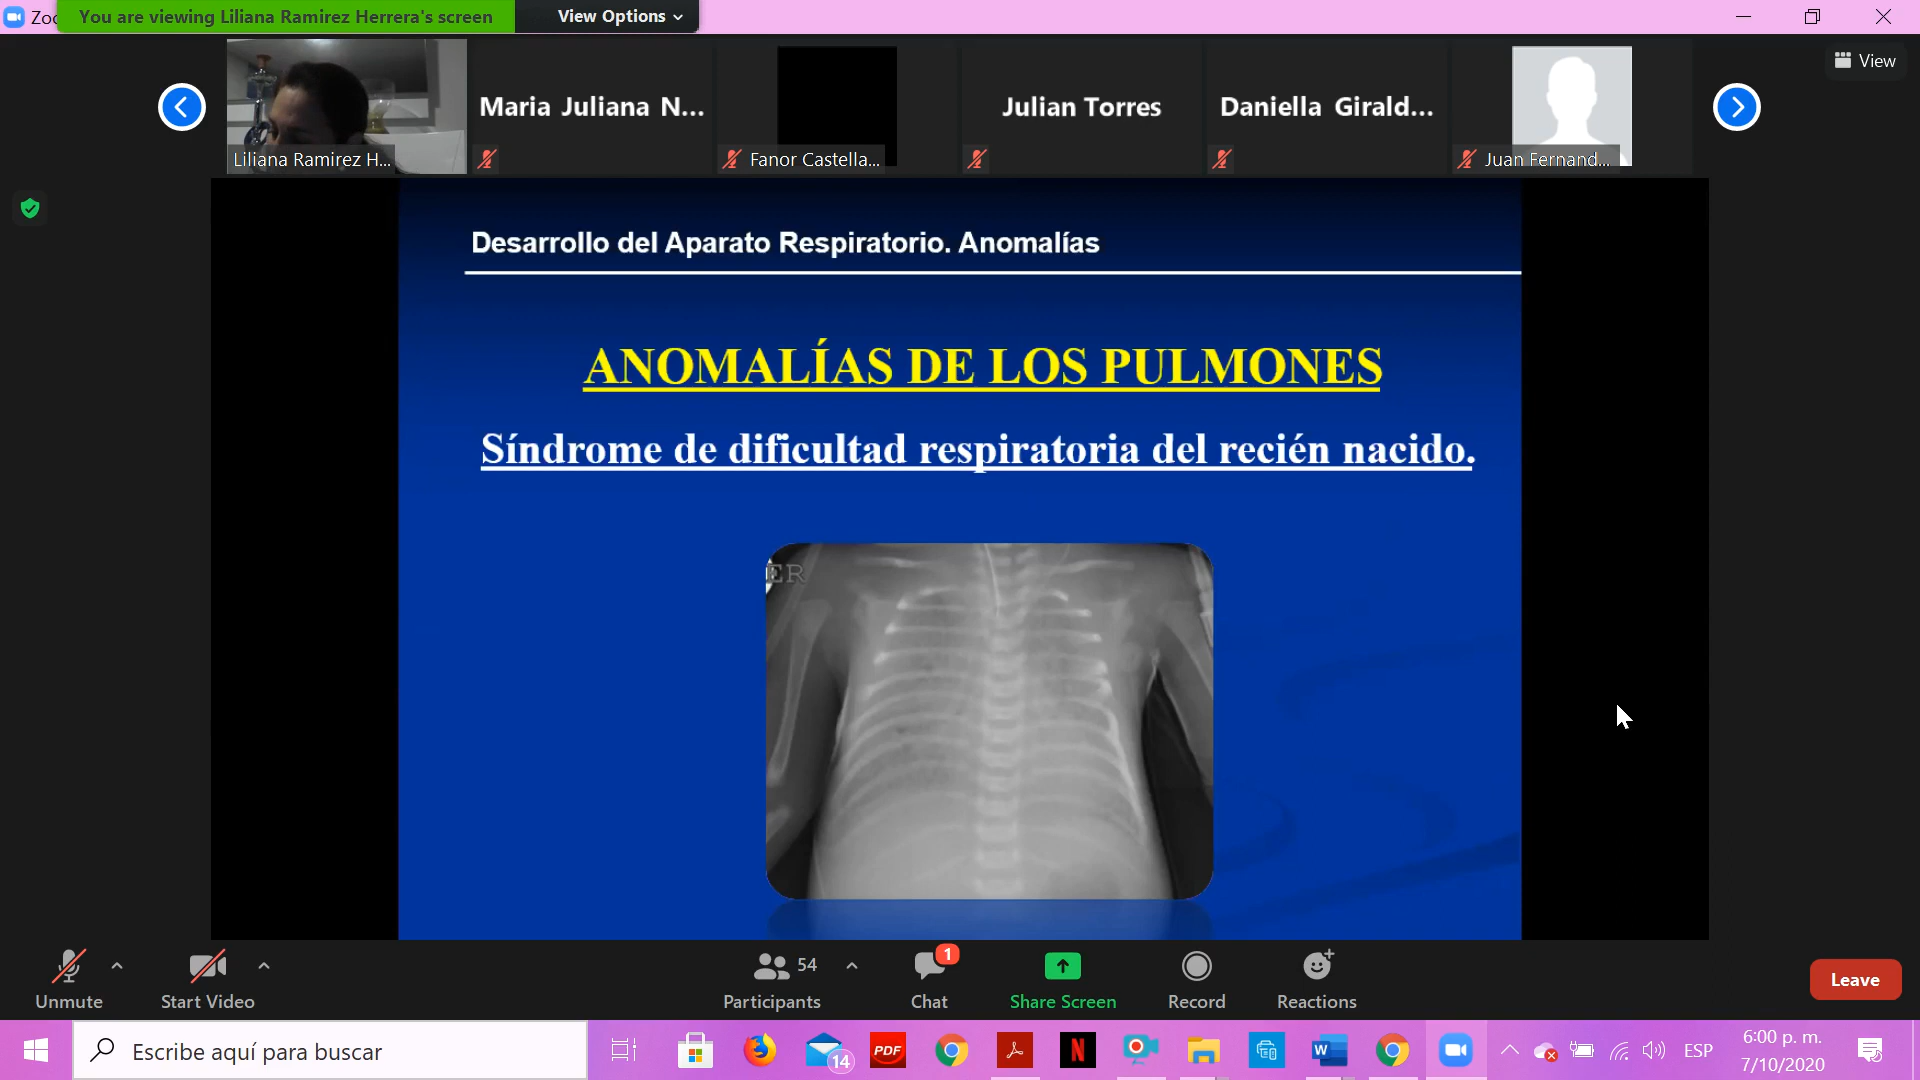 Zoo
You are viewing Liliana Ramirez Herrera's screen
View Options
View
Liliana Ramirez H...
Maria Juliana N...
Fanor Castella...
Julian Torres
Daniella Girald...
Juan Fernand...
Desarrollo del Aparato Respiratorio. Anomalías
ANOMALÍAS DE LOS PULMONES
Síndrome de dificultad respiratoria del recién nacido.
ER
Unmute
Start Video
54
Participants
1
Chat
Share Screen
Record
Reactions
Leave
Escribe aquí para buscar
14
PDF
N
W
ESP
6:00 p. m.
7/10/2020